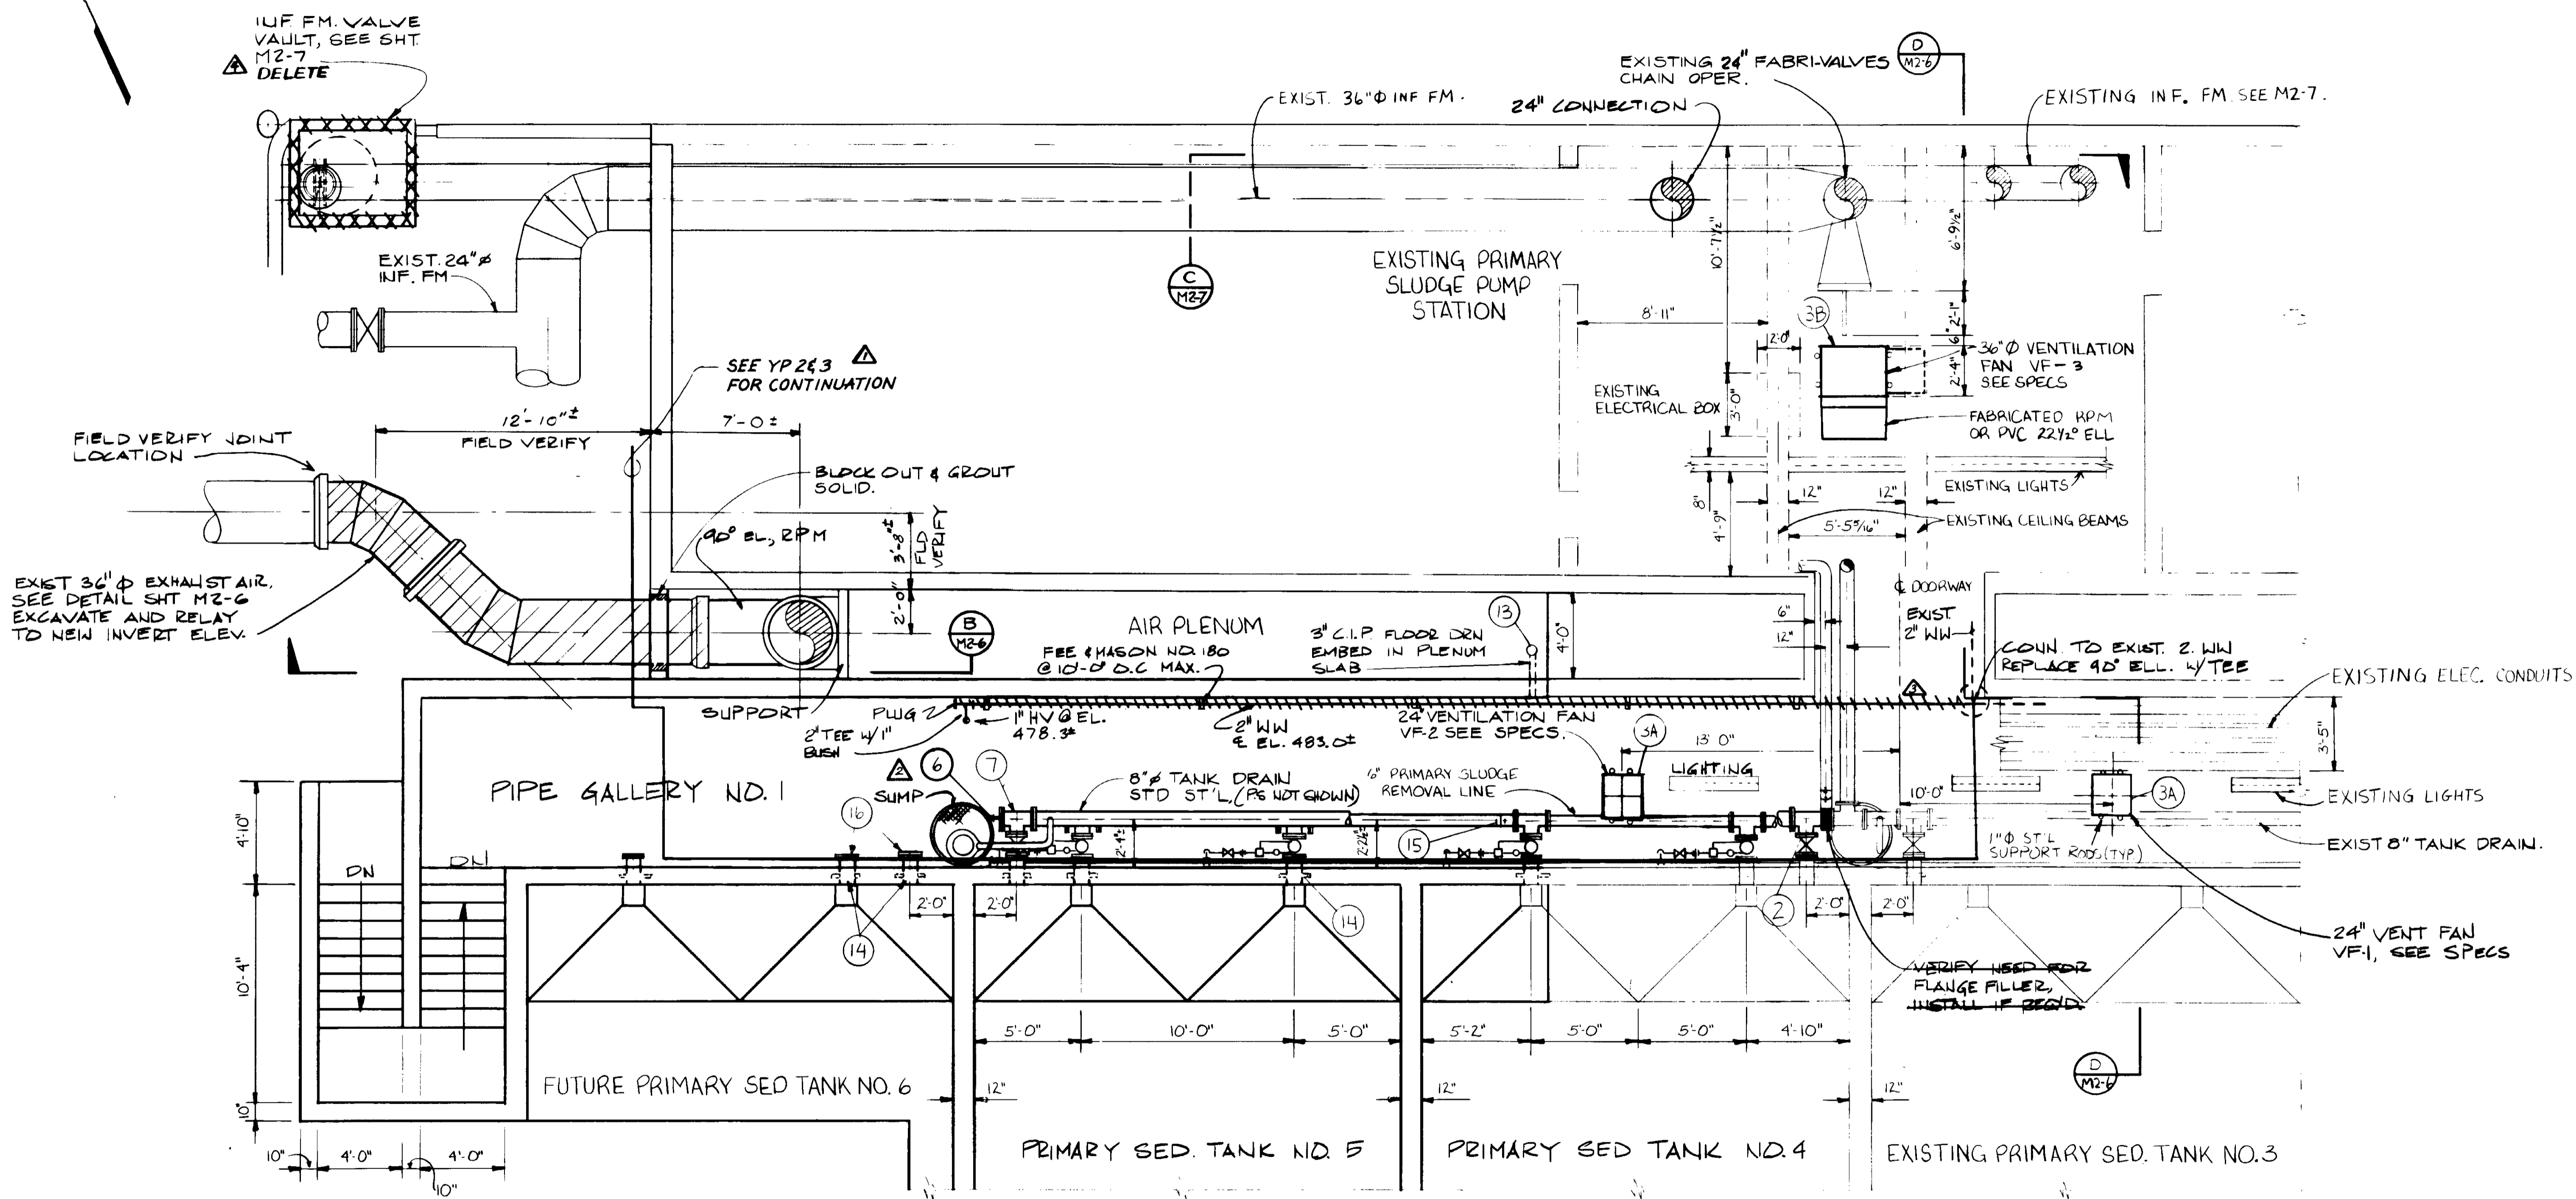 INF. FM. VALVE
VAULT, SEE SHT.
M2-7
4
DELETE
EXISTING 24" FABRI-VALVES
CHAIN OPER.
D
M2-6
24" CONNECTION
EXIST. 36"Φ INF FM.
EXISTING INF. FM. SEE M2-7.
EXIST. 24"ø
INF. FM
C
M2-7
EXISTING PRIMARY
SLUDGE PUMP
STATION
10'-7½"
6'-9½"
8'-11"
2'-1"
6"
2'-4"
2'-0"
3'-0"
3B
36"Φ VENTILATION
FAN VF-3
SEE SPECS
EXISTING
ELECTRICAL BOX
FABRICATED RPM
OR PVC 22½° ELL
SEE YP 2&3
FOR CONTINUATION
1
12'-10"±
FIELD VERIFY
7'-0±
FIELD VERIFY JOINT
LOCATION
BLOCK OUT & GROUT
SOLID.
90° EL., RPM
3'-8"±
FLD
VERIFY
2'-0"
EXISTING LIGHTS
8"
4'-9"
12"
12"
5'-5 5/16"
EXISTING CEILING BEAMS
EXIST 36"Φ EXHAUST AIR,
SEE DETAIL SHT M2-6
EXCAVATE AND RELAY
TO NEW INVERT ELEV.
B
M2-6
AIR PLENUM
FEE & MASON NO. 180
@ 10'-0" O.C MAX.
3" C.I.P. FLOOR DRN
EMBED IN PLENUM
SLAB
13
4'-0"
6"
12"
℄ DOORWAY
EXIST
2" WW
CONN. TO EXIST. 2. WW
REPLACE 90° ELL. W/ TEE
3
EXISTING ELEC. CONDUITS
3'-5"
SUPPORT
PLUG
2" TEE W/ 1"
BUSH
1" HV @ EL.
478.3±
2" WW
℄ EL. 483.0±
24" VENTILATION FAN
VF-2 SEE SPECS.
3A
13'0"
LIGHTING
PIPE GALLERY NO. 1
2
6
7
SUMP
8"Φ TANK DRAIN
STD ST'L, (PS NOT SHOWN)
6" PRIMARY SLUDGE
REMOVAL LINE
10'-0"
3A
EXISTING LIGHTS
1"Φ ST'L
SUPPORT RODS (TYP.)
EXIST 8" TANK DRAIN.
16
2'-4"±
2'-2½"±
15
2
14
14
2'-0"
2'-0"
2'-0"
2'-0"
4'-10"
DN
DN
10'-4"
10"
24" VENT FAN
VF-1, SEE SPECS
VERIFY NEED FOR
FLANGE FILLER,
INSTALL IF REQ'D.
5'-0"
10'-0"
5'-0"
5'-2"
5'-0"
5'-0"
4'-10"
D
M2-6
FUTURE PRIMARY SED TANK NO. 6
12"
12"
12"
PRIMARY SED. TANK NO. 5
PRIMARY SED TANK NO. 4
EXISTING PRIMARY SED. TANK NO. 3
10"
4'-0"
4'-0"
10"